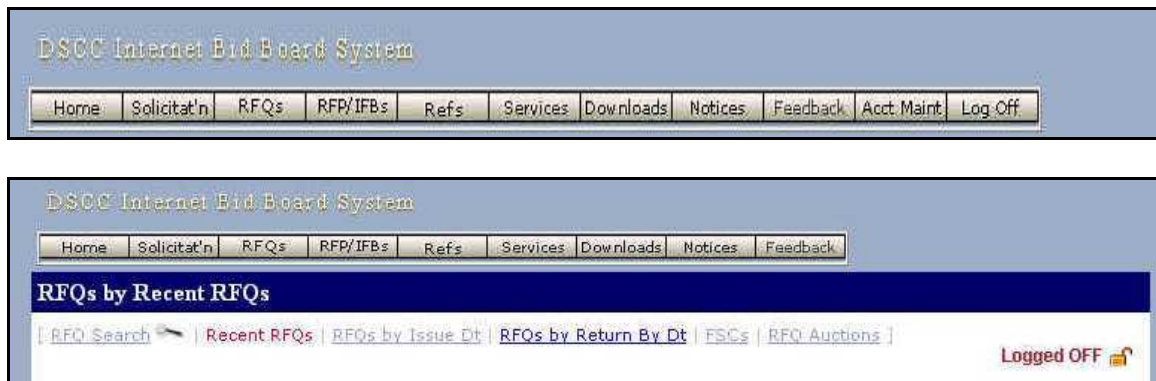 DSCC Internet Bid Board System
Home Solicitat'n RFQs RFP/IFBs Refs Services Downloads Notices Feedback Acct Maint Log Off
DSCC Internet Bid Board System
Home Solicitat'n RFQs RFP/IFBs Refs Services Downloads Notices Feedback
RFQs by Recent RFQs
[ RFQ Search | Recent RFQs | RFQs by Issue Dt | RFQs by Return By Dt | FSCs | RFQ Auctions ]
Logged OFF